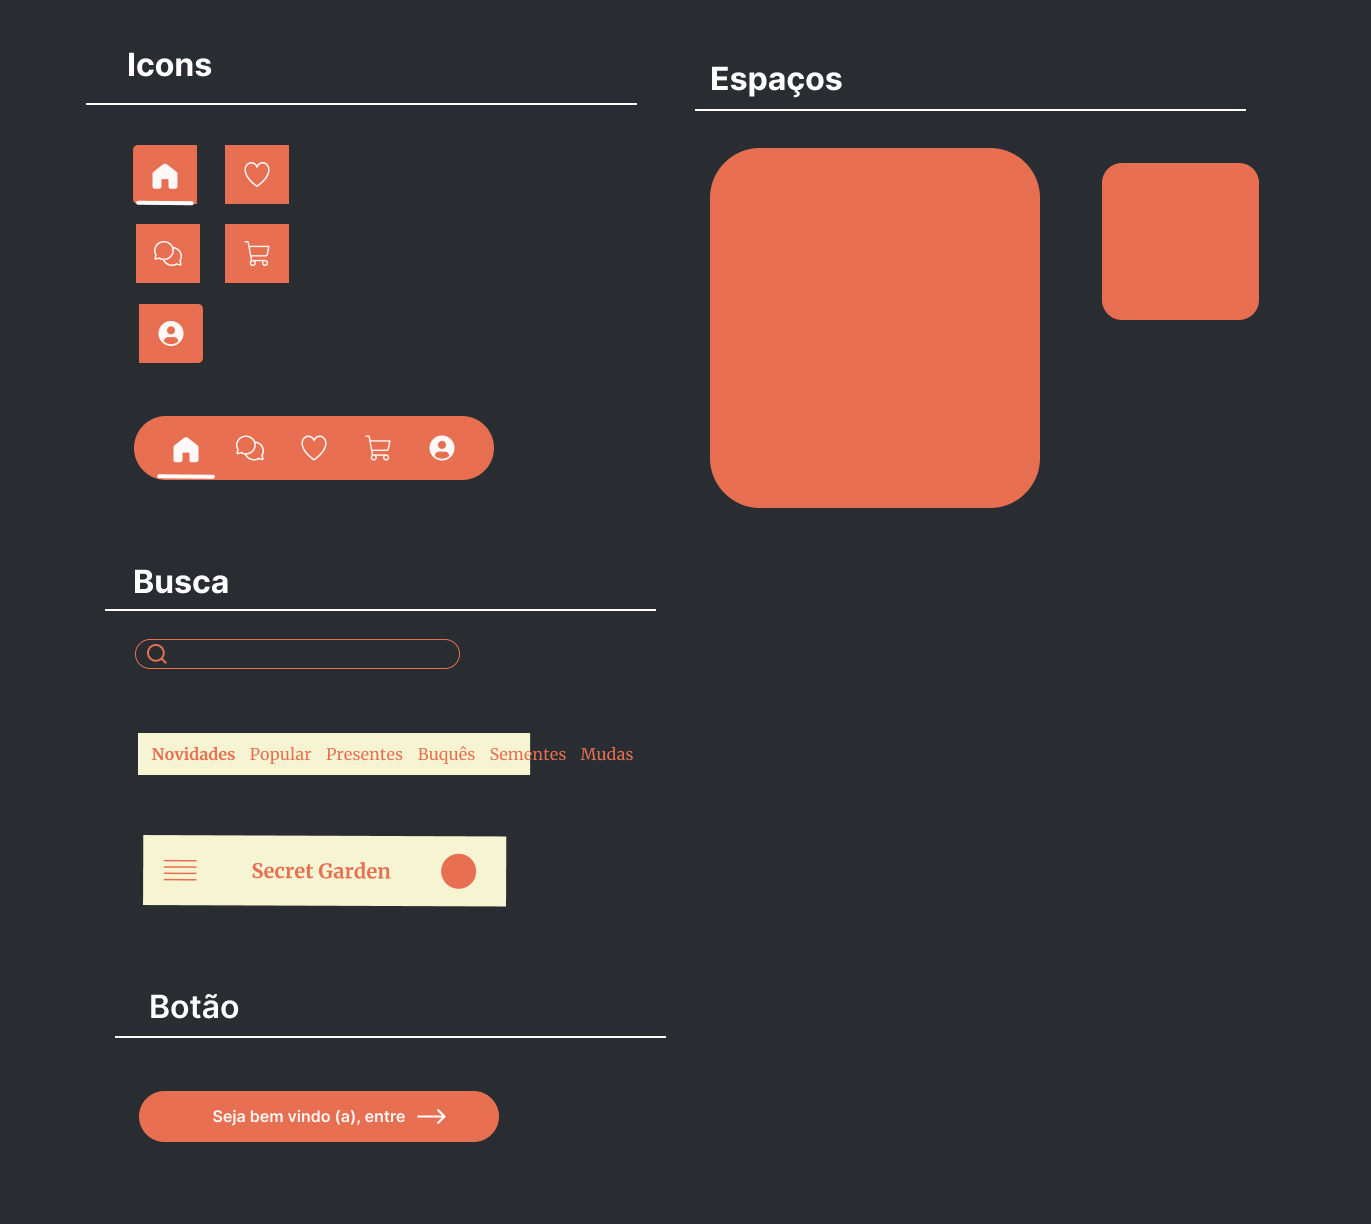 Icons
Espaços
Busca
Novidades Popular Presentes Buquês Sementes Mudas
Secret Garden
Botão
Seja bem vindo (a), entre